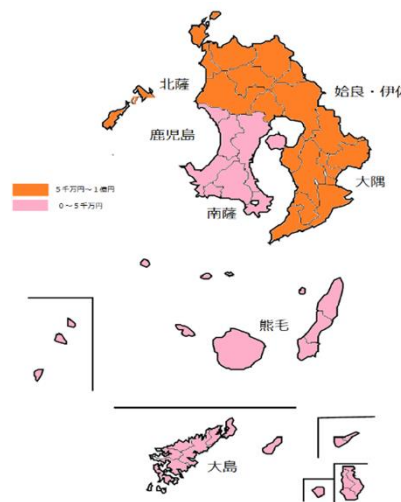 北薩
姶良・伊佐
鹿児島
大隅
5千万円～1億円
0～5千万円
南薩
熊毛
大島